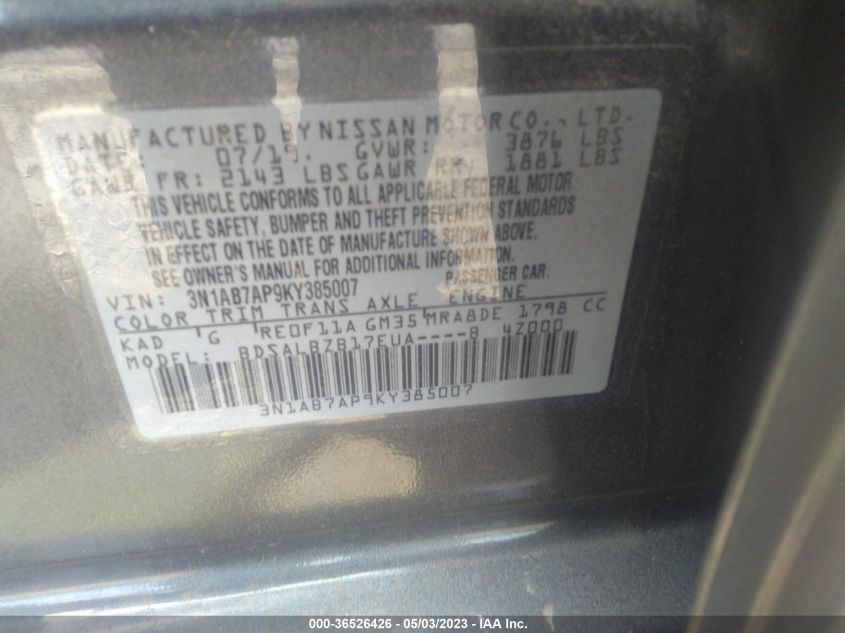 MANUFACTURED BY NISSAN MOTOR CO., LTD.
DATE: 07/19. GVWR: 3876 LBS
GAWR FR: 2143 LBS GAWR RR: 1881 LBS
THIS VEHICLE CONFORMS TO ALL APPLICABLE FEDERAL MOTOR
VEHICLE SAFETY, BUMPER AND THEFT PREVENTION STANDARDS
IN EFFECT ON THE DATE OF MANUFACTURE SHOWN ABOVE.
SEE OWNER'S MANUAL FOR ADDITIONAL INFORMATION.
VIN: 3N1AB7AP9KY385007 PASSENGER CAR.
COLOR TRIM TRANS AXLE ENGINE
KAD G RE0F11A GM35 MRA8DE 1798 CC
MODEL: BDSALBZB17EUA----B 4Z000
3N1AB7AP9KY385007
000-36526426 - 05/03/2023 - IAA Inc.